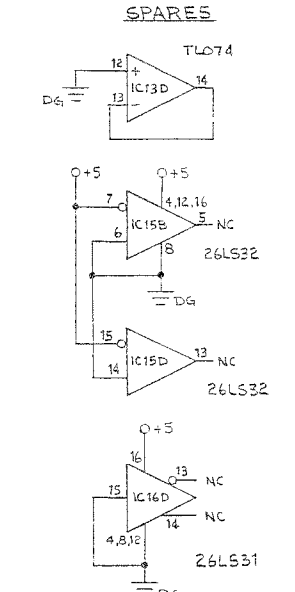 SPARES
TL074
12
+
IC13D
14
DG
13
-
+5
+5
7
4,12,16
IC15B
5
NC
6
8
26LS32
DG
15
IC15D
13
NC
14
26LS32
+5
16
13
NC
15
IC16D
14
NC
4,8,12
26LS31
DG